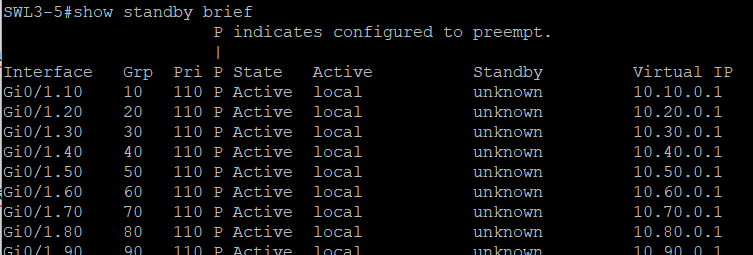 SWL3-5#show standby brief
P indicates configured to preempt.
|
Interface Grp Pri P State Active Standby Virtual IP
Gi0/1.10 10 110 P Active local unknown 10.10.0.1
Gi0/1.20 20 110 P Active local unknown 10.20.0.1
Gi0/1.30 30 110 P Active local unknown 10.30.0.1
Gi0/1.40 40 110 P Active local unknown 10.40.0.1
Gi0/1.50 50 110 P Active local unknown 10.50.0.1
Gi0/1.60 60 110 P Active local unknown 10.60.0.1
Gi0/1.70 70 110 P Active local unknown 10.70.0.1
Gi0/1.80 80 110 P Active local unknown 10.80.0.1
Gi0/1.90 90 110 P Active local unknown 10.90.0.1